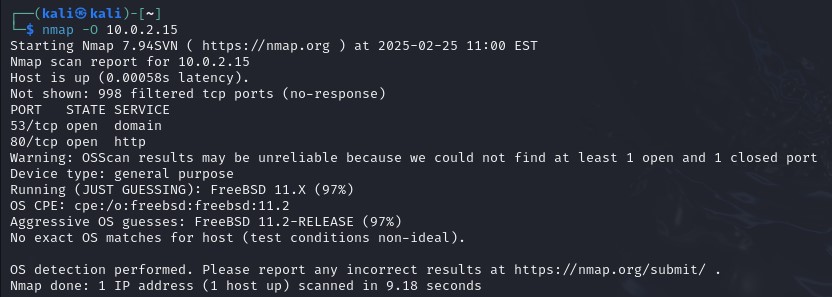 ┌──(kali㉿kali)-[~]
└─$ nmap -O 10.0.2.15
Starting Nmap 7.94SVN ( https://nmap.org ) at 2025-02-25 11:00 EST
Nmap scan report for 10.0.2.15
Host is up (0.00058s latency).
Not shown: 998 filtered tcp ports (no-response)
PORT   STATE SERVICE
53/tcp open  domain
80/tcp open  http
Warning: OSScan results may be unreliable because we could not find at least 1 open and 1 closed port
Device type: general purpose
Running (JUST GUESSING): FreeBSD 11.X (97%)
OS CPE: cpe:/o:freebsd:freebsd:11.2
Aggressive OS guesses: FreeBSD 11.2-RELEASE (97%)
No exact OS matches for host (test conditions non-ideal).

OS detection performed. Please report any incorrect results at https://nmap.org/submit/ .
Nmap done: 1 IP address (1 host up) scanned in 9.18 seconds